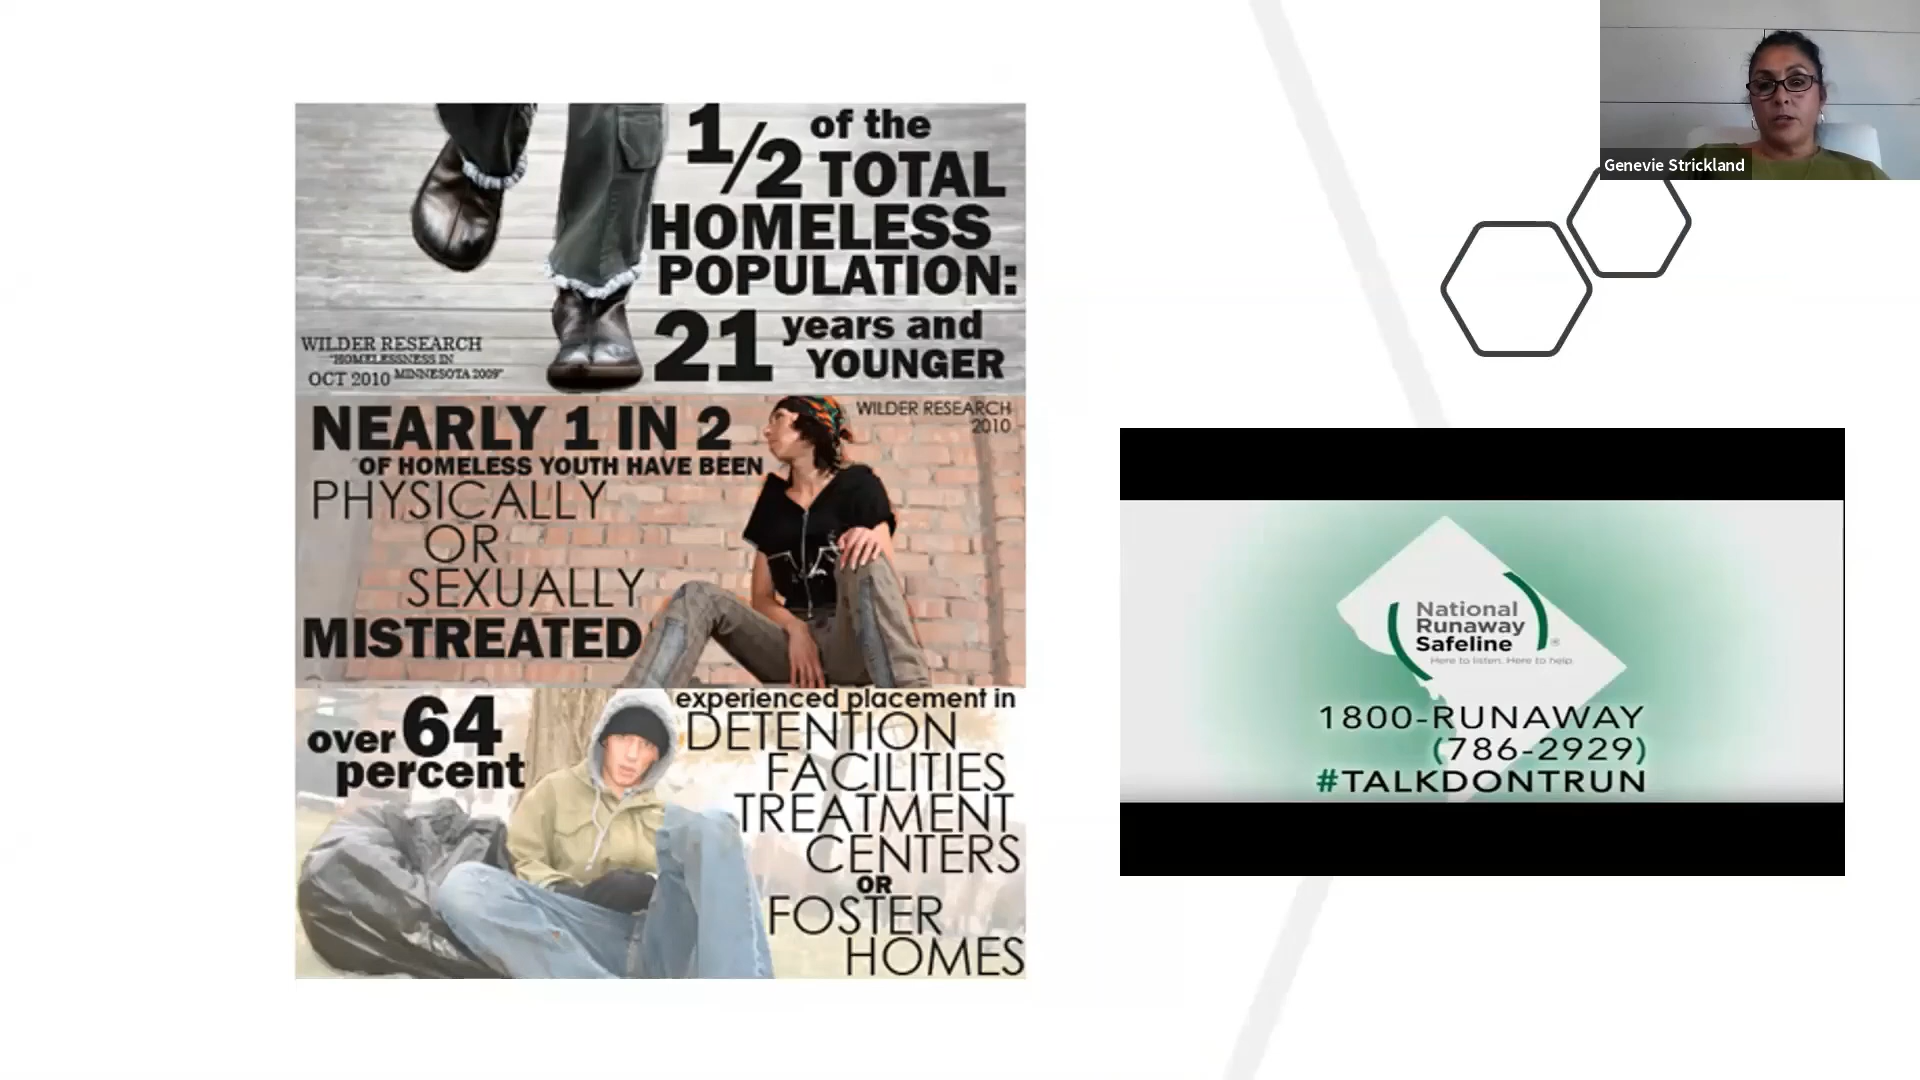 1/2 of the
TOTAL
HOMELESS
POPULATION:
21 years and
YOUNGER
WILDER RESEARCH
"HOMELESSNESS IN
OCT 2010 MINNESOTA 2009"
NEARLY 1 IN 2
OF HOMELESS YOUTH HAVE BEEN
PHYSICALLY
OR
SEXUALLY
MISTREATED
WILDER RESEARCH
2010
over 64
percent
experienced placement in
DETENTION
FACILITIES
TREATMENT
CENTERS
OR
FOSTER
HOMES
Genevie Strickland
National
Runaway
Safeline®
Here to listen. Here to help.
1800-RUNAWAY
(786-2929)
#TALKDONTRUN